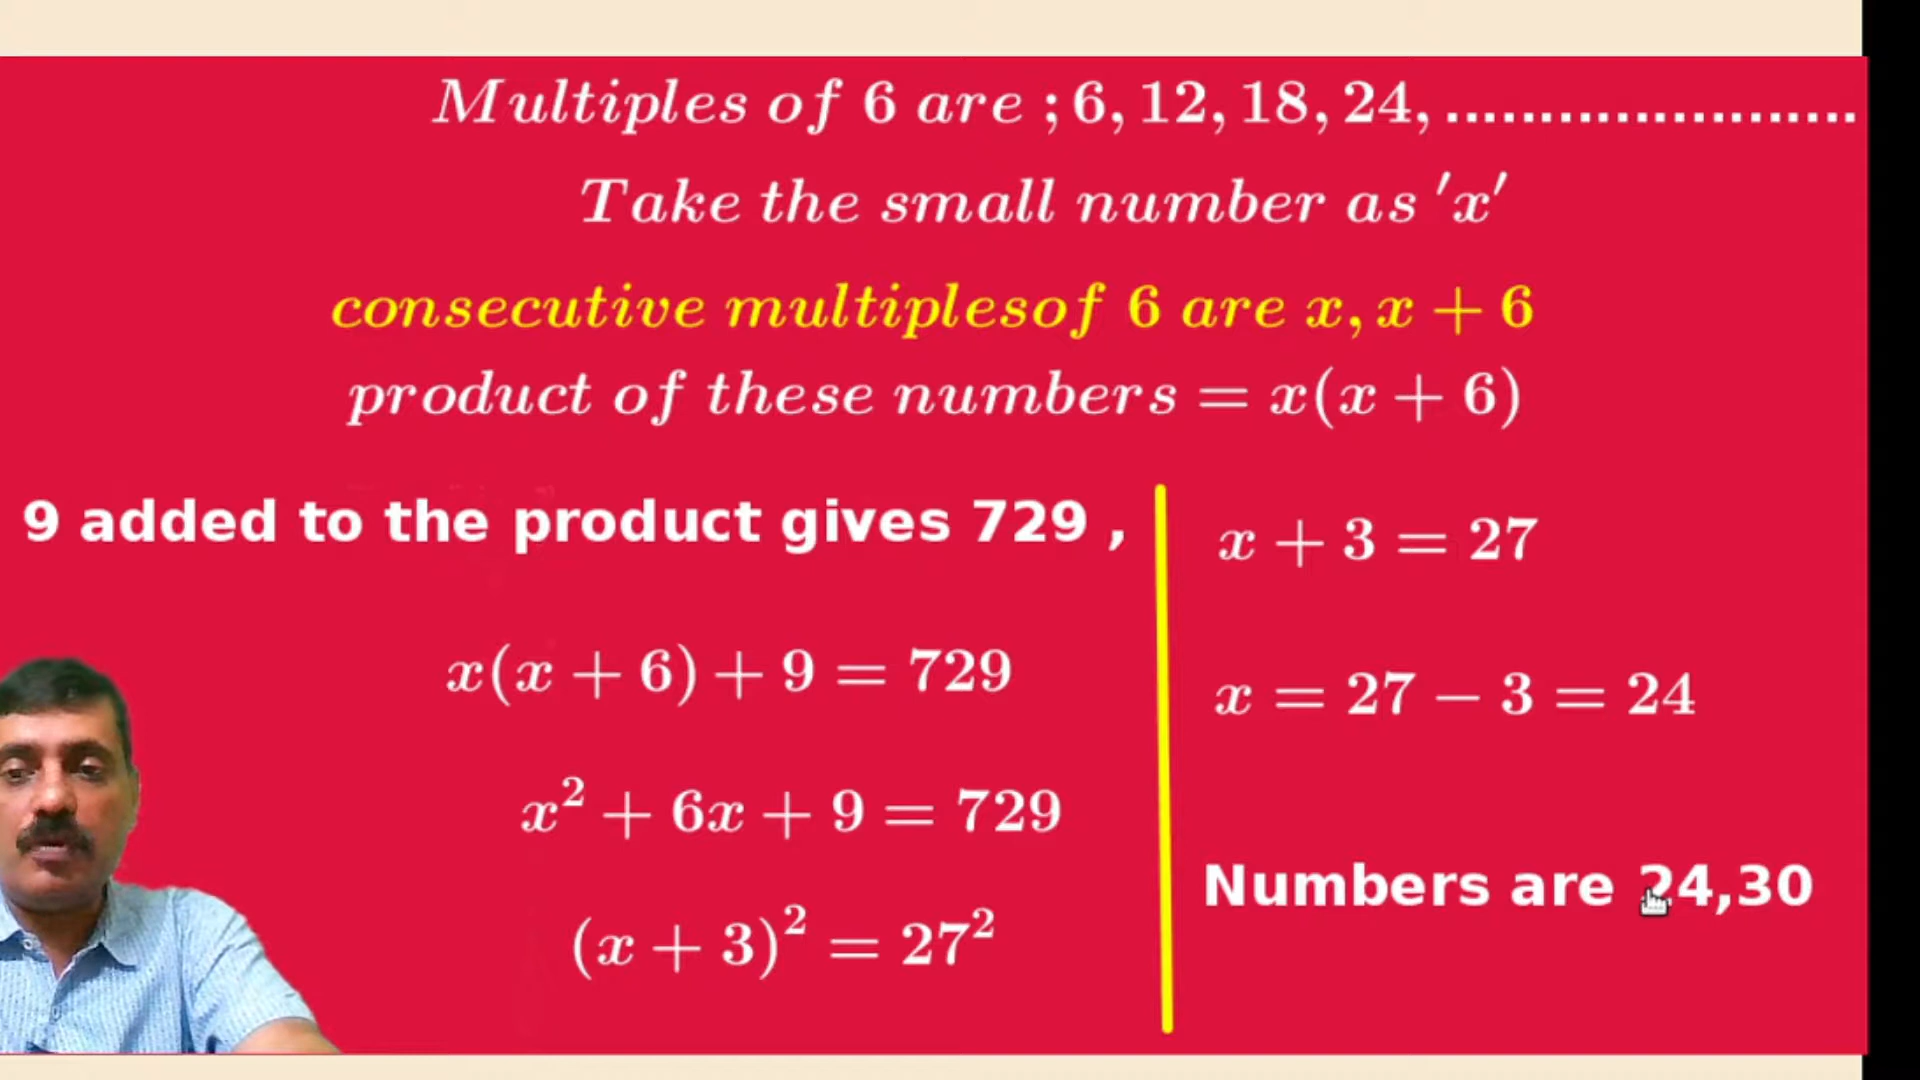 Multiples of 6 are ; 6, 12, 18, 24, ......................
Take the small number as 'x'
consecutive multiplesof 6 are x, x + 6
product of these numbers = x(x + 6)
9 added to the product gives 729 ,
x(x + 6) + 9 = 729
x² + 6x + 9 = 729
(x + 3)² = 27²
x + 3 = 27
x = 27 − 3 = 24
Numbers are 24,30